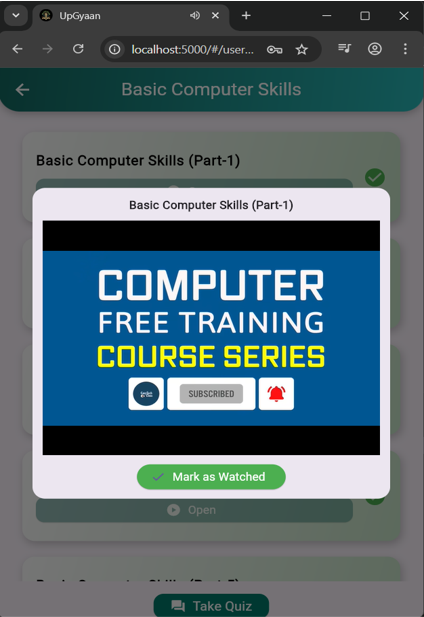 UpGyaan
localhost:5000/#/user...
Basic Computer Skills
Basic Computer Skills (Part-1)
Basic Computer Skills (Part-1)
COMPUTER
FREE TRAINING
COURSE SERIES
SUBSCRIBED
Mark as Watched
Open
Take Quiz